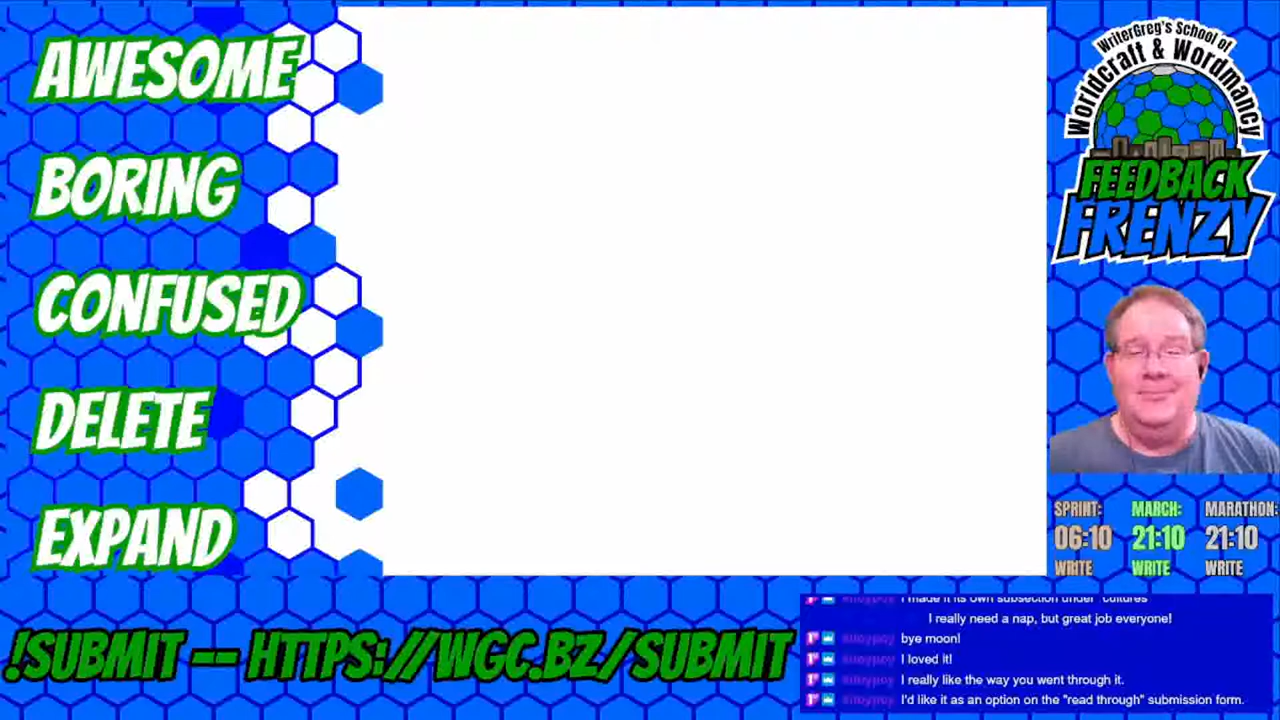 AWESOME
BORING
CONFUSED
DELETE
EXPAND
WriterGreg's School of
Worldcraft & Wordmancy
FEEDBACK
FRENZY
SPRINT: MARCH: MARATHON:
06:10 21:10 21:10
WRITE WRITE WRITE
!SUBMIT -- HTTPS://WGC.BZ/SUBMIT
I made it its own subsection under "cultures"
I really need a nap, but great job everyone!
bye moon!
I loved it!
I really like the way you went through it.
I'd like it as an option on the "read through" submission form.